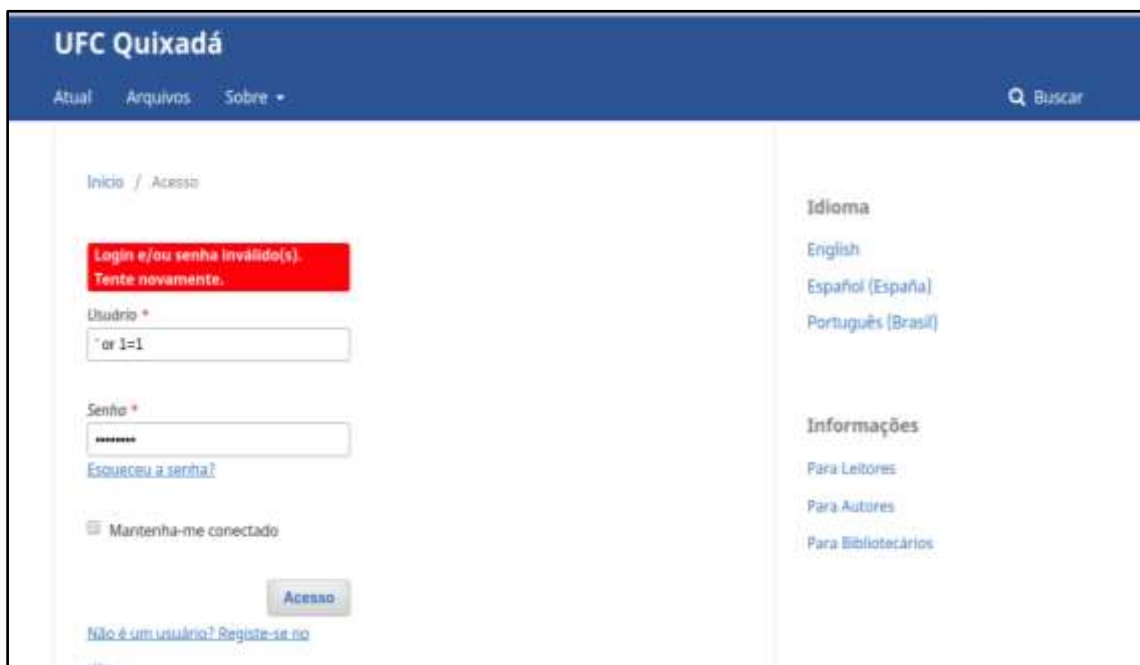 UFC Quixadá
Atual Arquivos Sobre
Buscar
Início / Acesso
Login e/ou senha inválido(s).
Tente novamente.
Usuário *
' or 1=1
Senha *
Esqueceu a senha?
Mantenha-me conectado
Acesso
Não é um usuário? Registe-se no
Idioma
English
Español (España)
Português (Brasil)
Informações
Para Leitores
Para Autores
Para Bibliotecários